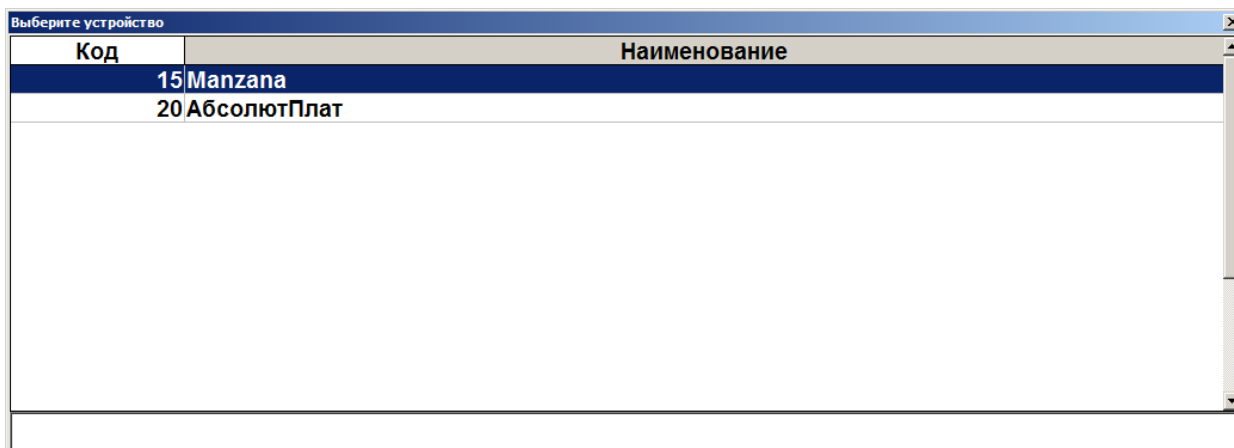 Выберите устройство
Код Наименование
15 Manzana
20 АбсолютПлат